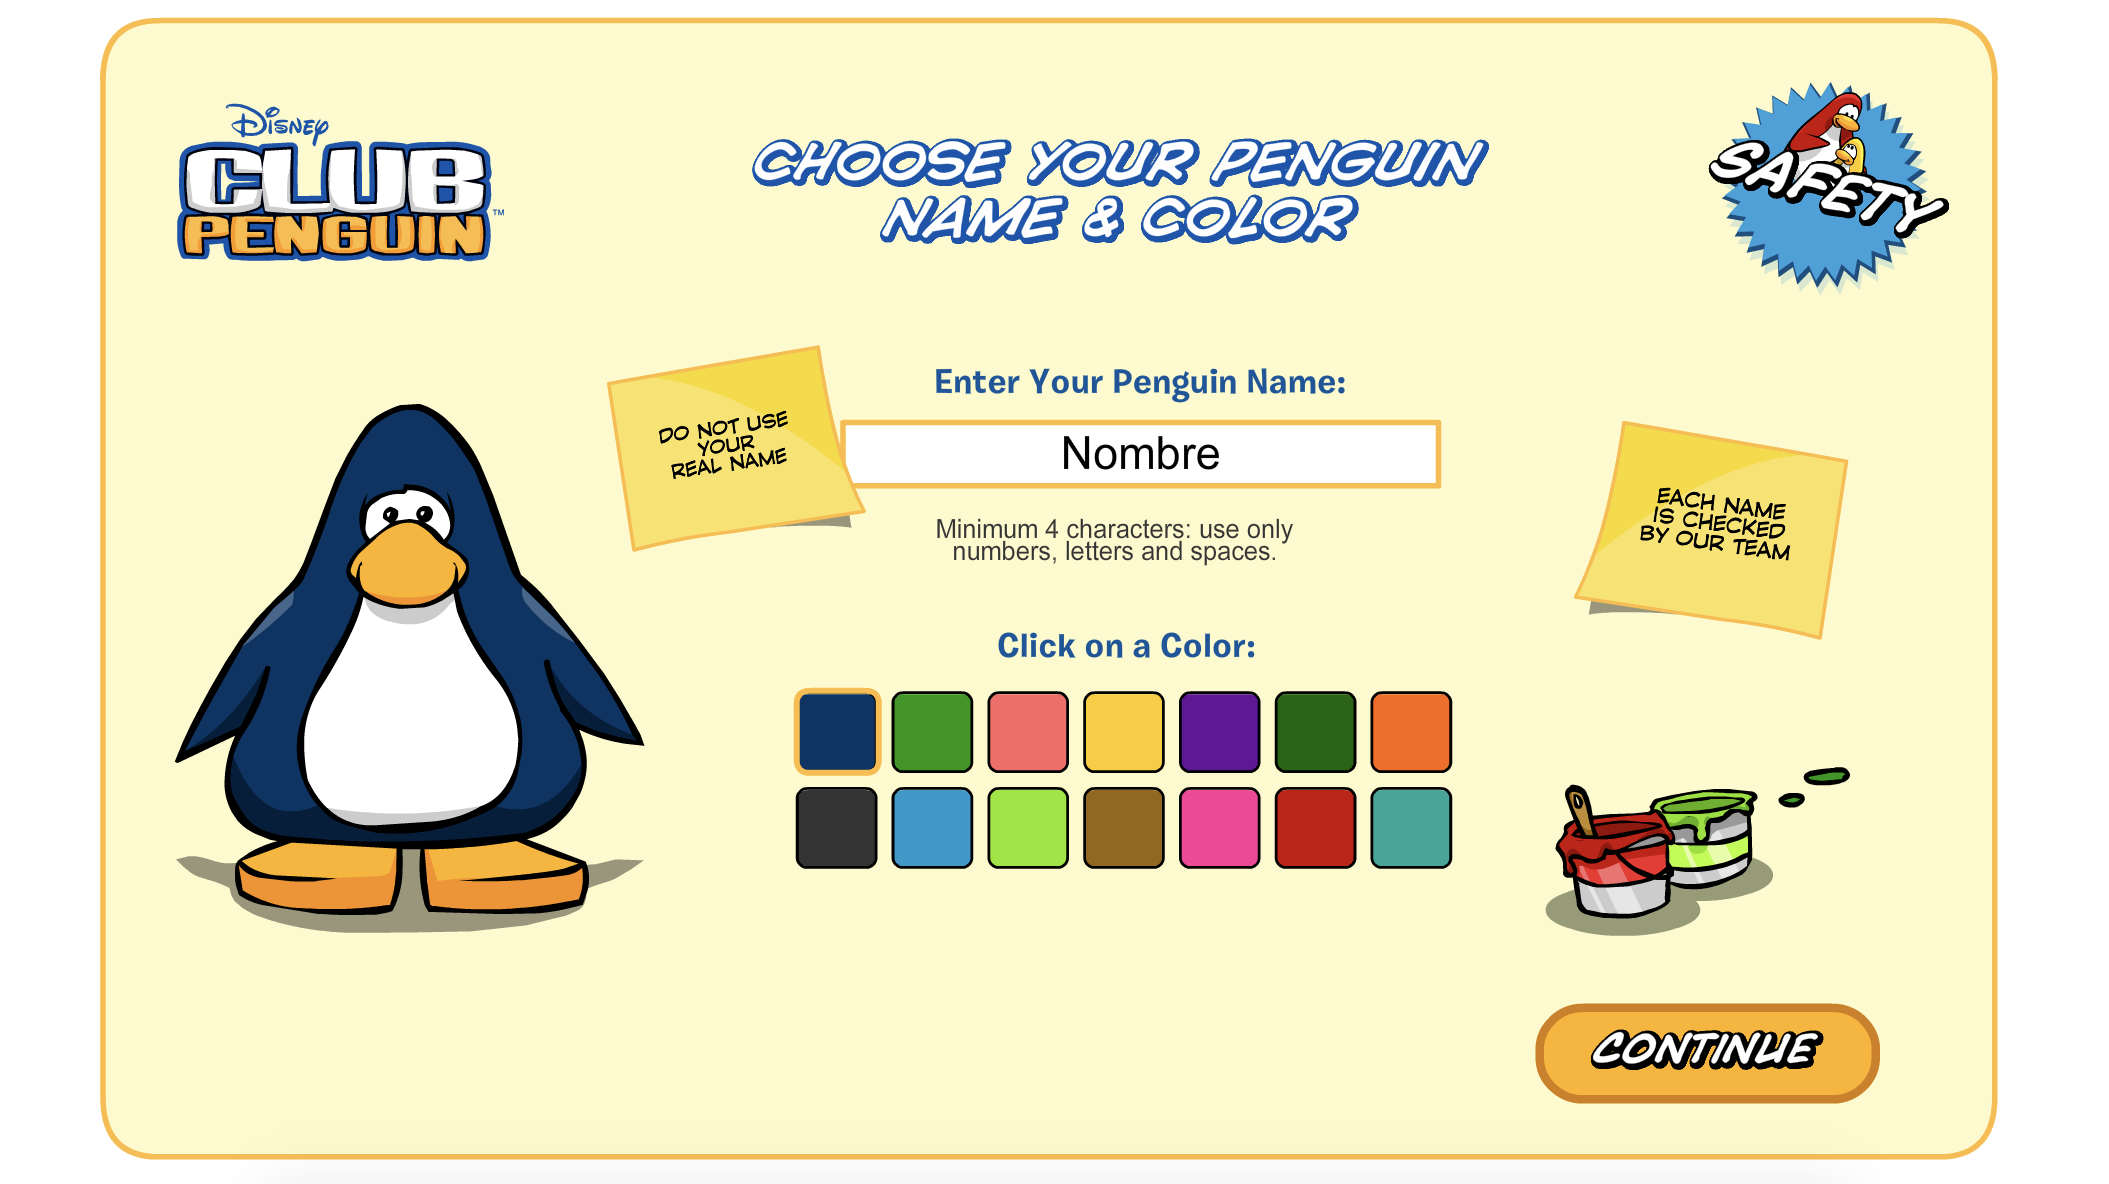 Disney
CLUB
PENGUIN™
CHOOSE YOUR PENGUIN
NAME & COLOR
SAFETY
DO NOT USE
YOUR
REAL NAME
Enter Your Penguin Name:
Nombre
Minimum 4 characters: use only
numbers, letters and spaces.
EACH NAME
IS CHECKED
BY OUR TEAM
Click on a Color:
CONTINUE